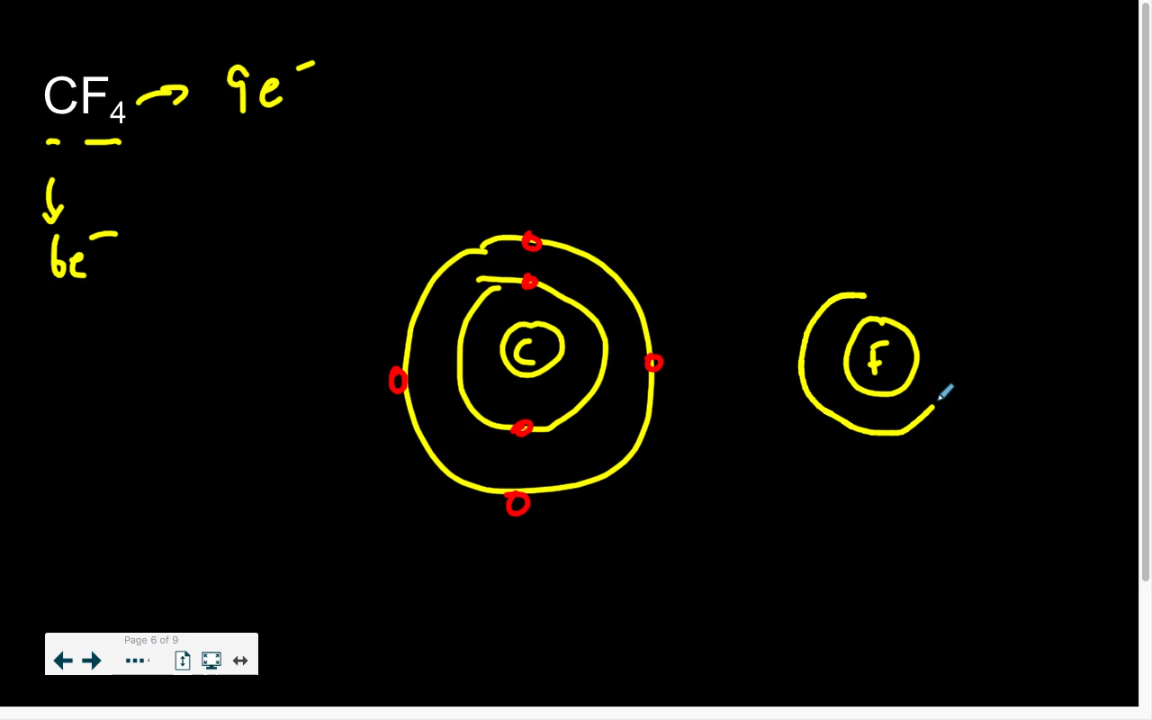 CF₄ → 9e⁻
↓
6e⁻
C
F
Page 6 of 9